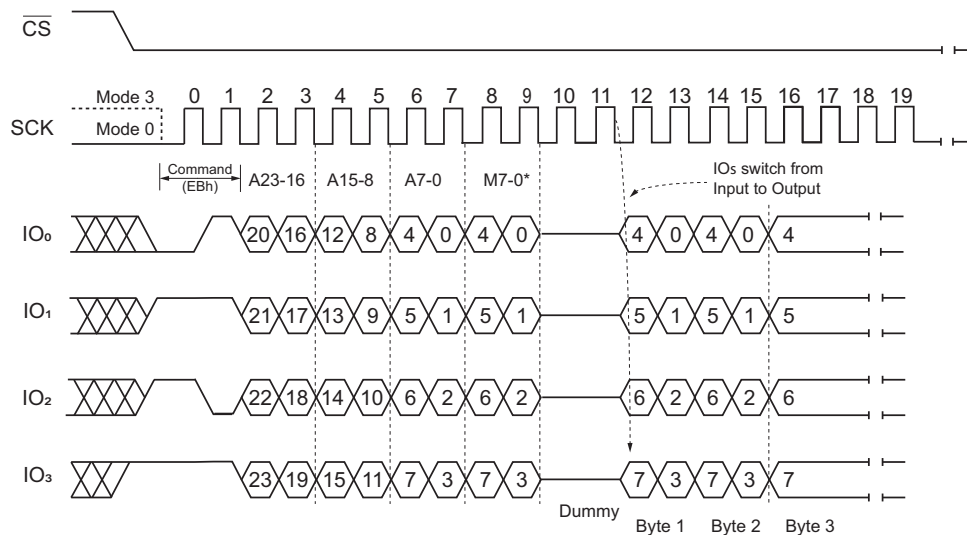 CS
Mode 3 0 1 2 3 4 5 6 7 8 9 10 11 12 13 14 15 16 17 18 19
SCK Mode 0
Command (EBh) A23-16 A15-8 A7-0 M7-0* IOs switch from Input to Output
IO₀ 20 16 12 8 4 0 4 0 4 0 4 0 4
IO₁ 21 17 13 9 5 1 5 1 5 1 5 1 5
IO₂ 22 18 14 10 6 2 6 2 6 2 6 2 6
IO₃ 23 19 15 11 7 3 7 3 7 3 7 3 7
Dummy
Byte 1 Byte 2 Byte 3